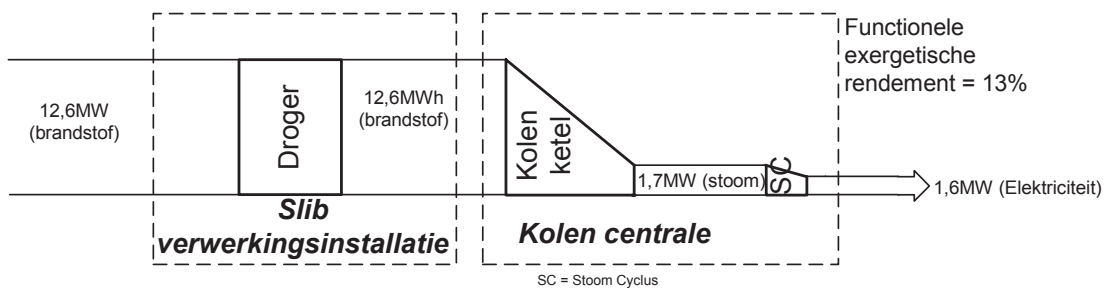 Functionele
exergetische
rendement = 13%
12,6MW
(brandstof)
Droger
12,6MWh
(brandstof)
Kolen
ketel
1,7MW (stoom)
SC
1,6MW (Elektriciteit)
Slib
verwerkingsinstallatie
Kolen centrale
SC = Stoom Cyclus